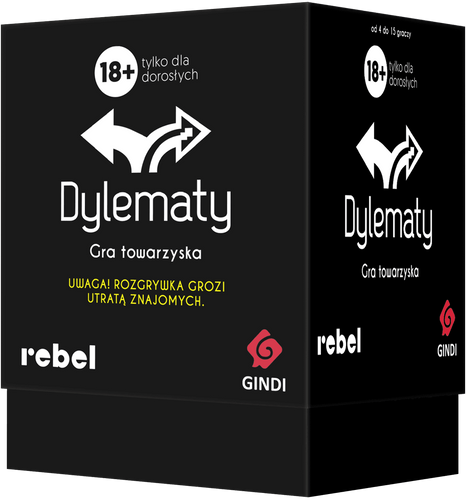 18+ tylko dla
dorosłych
Dylematy
Gra towarzyska
UWAGA! ROZGRYWKA GROZI
UTRATĄ ZNAJOMYCH.
rebel
GINDI
od 4 do 15 graczy
18+ tylko dla
dorosłych
Dylematy
Gra towarzyska
rebel
GINDI